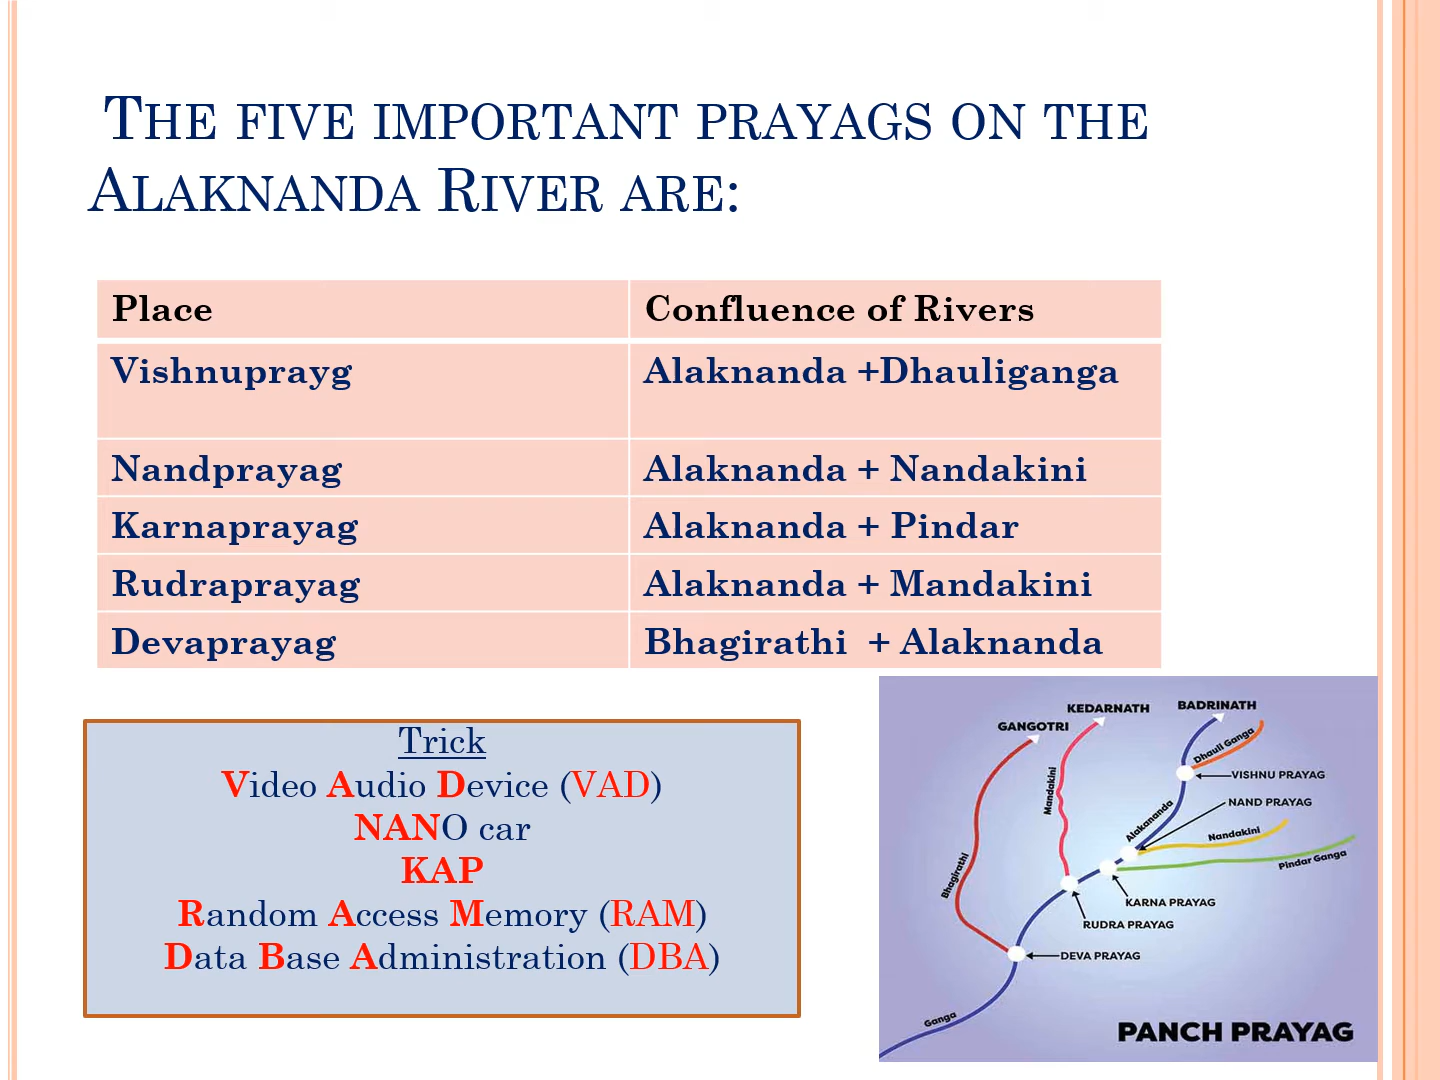 The five important prayags on the
Alaknanda River are:
Place Confluence of Rivers
Vishnuprayg Alaknanda +Dhauliganga
Nandprayag Alaknanda + Nandakini
Karnaprayag Alaknanda + Pindar
Rudraprayag Alaknanda + Mandakini
Devaprayag Bhagirathi + Alaknanda
Trick
Video Audio Device (VAD)
NANO car
KAP
Random Access Memory (RAM)
Data Base Administration (DBA)
GANGOTRI
KEDARNATH
BADRINATH
Dhauli Ganga
VISHNU PRAYAG
Mandakini
NAND PRAYAG
Alakananda
Nandakini
Pindar Ganga
Bhagirathi
KARNA PRAYAG
RUDRA PRAYAG
DEVA PRAYAG
Ganga
PANCH PRAYAG